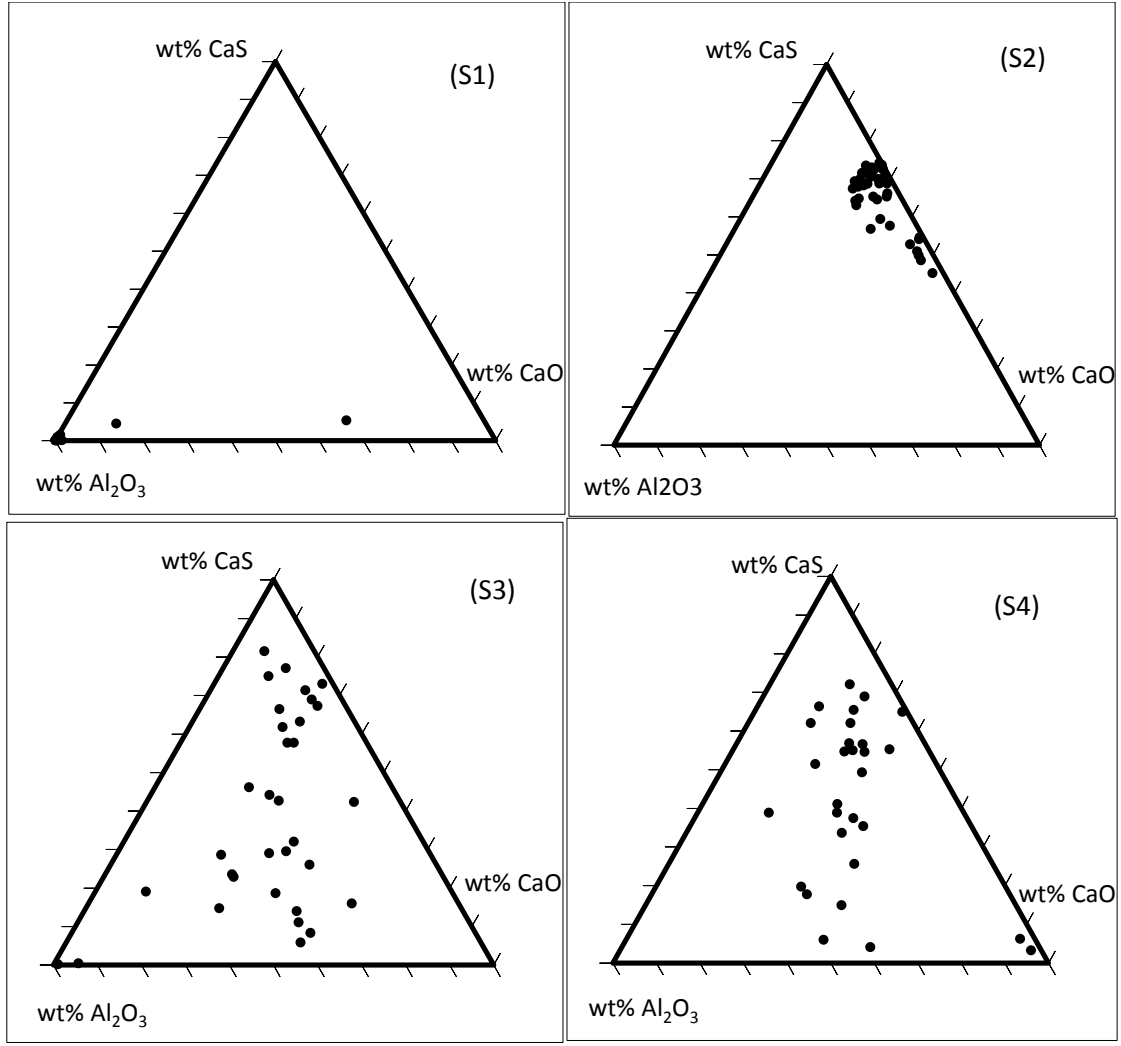 wt% CaS
(S1)
wt% CaO
wt% Al₂O₃
wt% CaS
(S2)
wt% CaO
wt% Al2O3
wt% CaS
(S3)
wt% CaO
wt% Al₂O₃
wt% CaS
(S4)
wt% CaO
wt% Al₂O₃